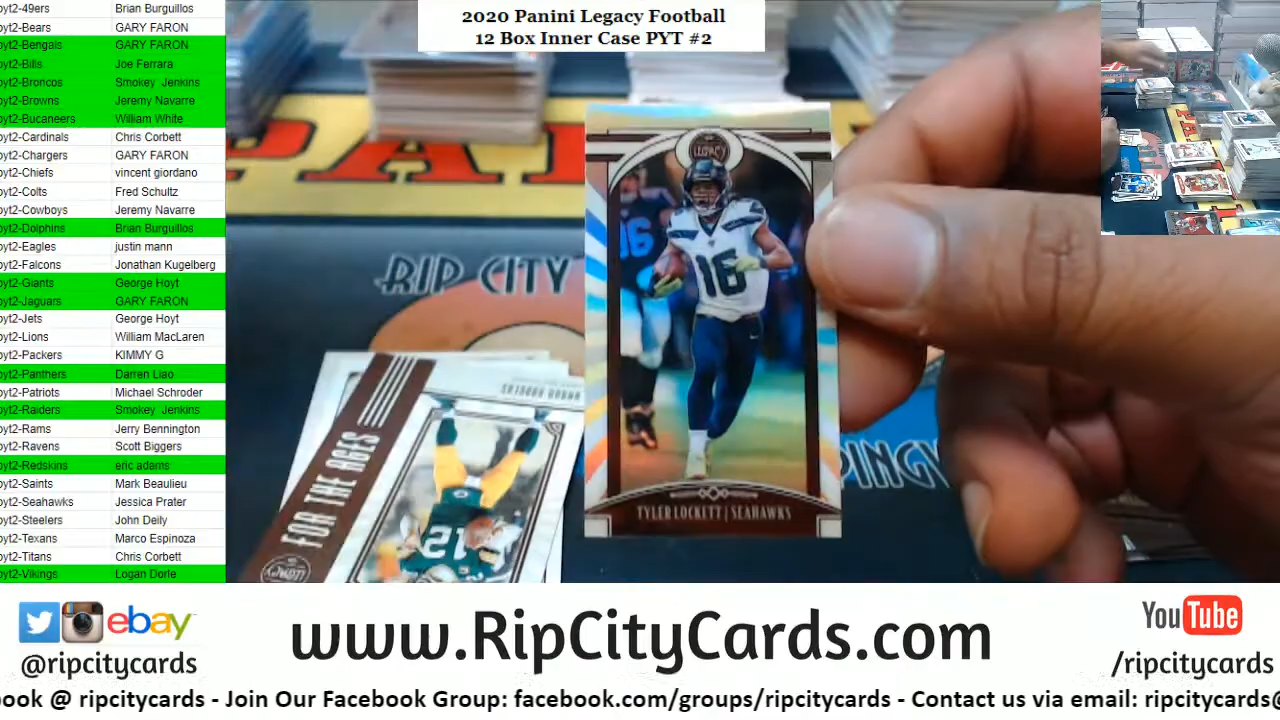 2020 Panini Legacy Football
12 Box Inner Case PYT #2
pyt2-49ers Brian Burguillos
pyt2-Bears GARY FARON
pyt2-Bengals GARY FARON
pyt2-Bills Joe Ferrara
pyt2-Broncos Smokey Jenkins
pyt2-Browns Jeremy Navarre
pyt2-Bucaneers William White
pyt2-Cardinals Chris Corbett
pyt2-Chargers GARY FARON
pyt2-Chiefs vincent giordano
pyt2-Colts Fred Schultz
pyt2-Cowboys Jeremy Navarre
pyt2-Dolphins Brian Burguillos
pyt2-Eagles justin mann
pyt2-Falcons Jonathan Kugelberg
pyt2-Giants George Hoyt
pyt2-Jaguars GARY FARON
pyt2-Jets George Hoyt
pyt2-Lions William MacLaren
pyt2-Packers KIMMY G
pyt2-Panthers Darren Liao
pyt2-Patriots Michael Schroder
pyt2-Raiders Smokey Jenkins
pyt2-Rams Jerry Bennington
pyt2-Ravens Scott Biggers
pyt2-Redskins eric adams
pyt2-Saints Mark Beaulieu
pyt2-Seahawks Jessica Prater
pyt2-Steelers John Deily
pyt2-Texans Marco Espinoza
pyt2-Titans Chris Corbett
pyt2-Vikings Logan Dorle
RIP CITY
LEGACY
16
16
TYLER LOCKETT | SEAHAWKS
FOR THE AGES
12
AARON RODGERS
ebay
@ripcitycards
www.RipCityCards.com
YouTube
/ripcitycards
book @ ripcitycards - Join Our Facebook Group: facebook.com/groups/ripcitycards - Contact us via email: ripcitycards@